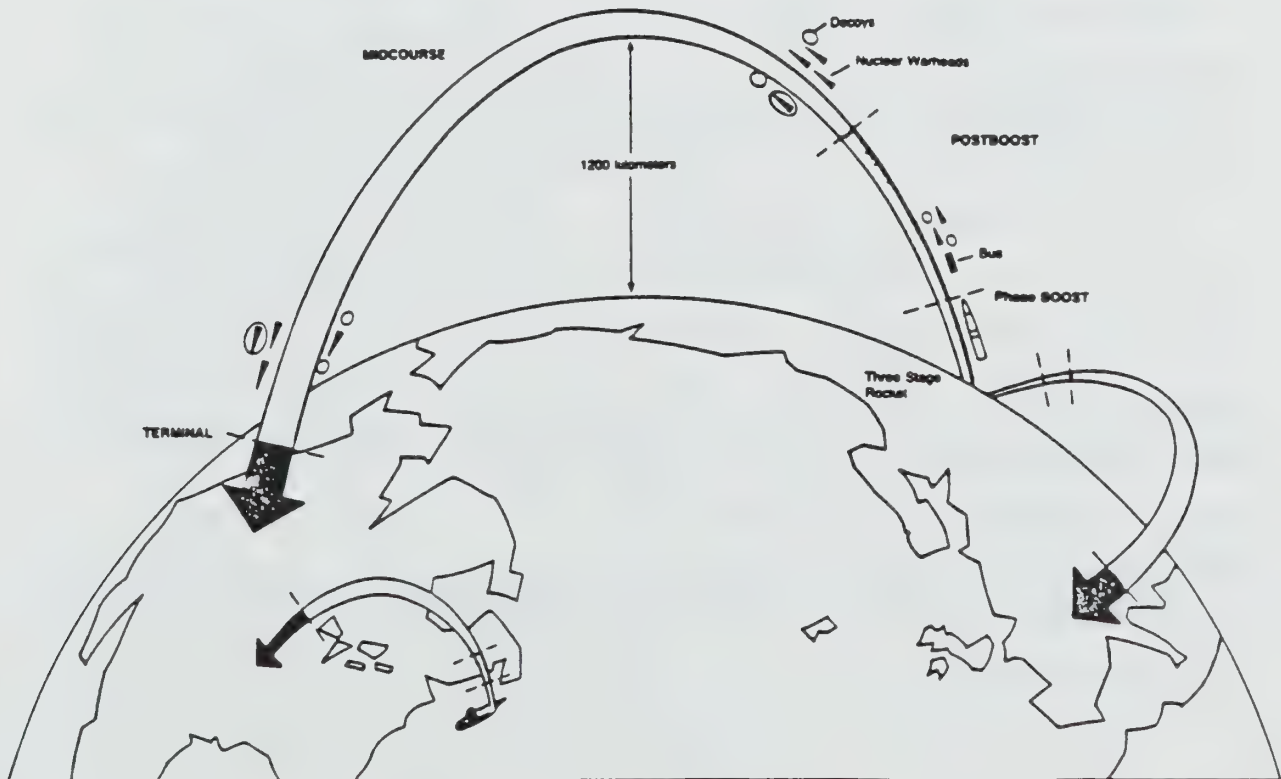 Decoys
MIDCOURSE
Nuclear Warheads
POSTBOOST
1200 kilometers
Bus
Phase BOOST
Three Stage
Rocket
TERMINAL